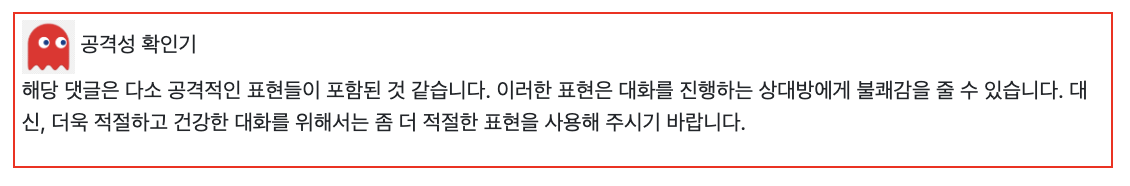 공격성 확인기
해당 댓글은 다소 공격적인 표현들이 포함된 것 같습니다. 이러한 표현은 대화를 진행하는 상대방에게 불쾌감을 줄 수 있습니다. 대
신, 더욱 적절하고 건강한 대화를 위해서는 좀 더 적절한 표현을 사용해 주시기 바랍니다.